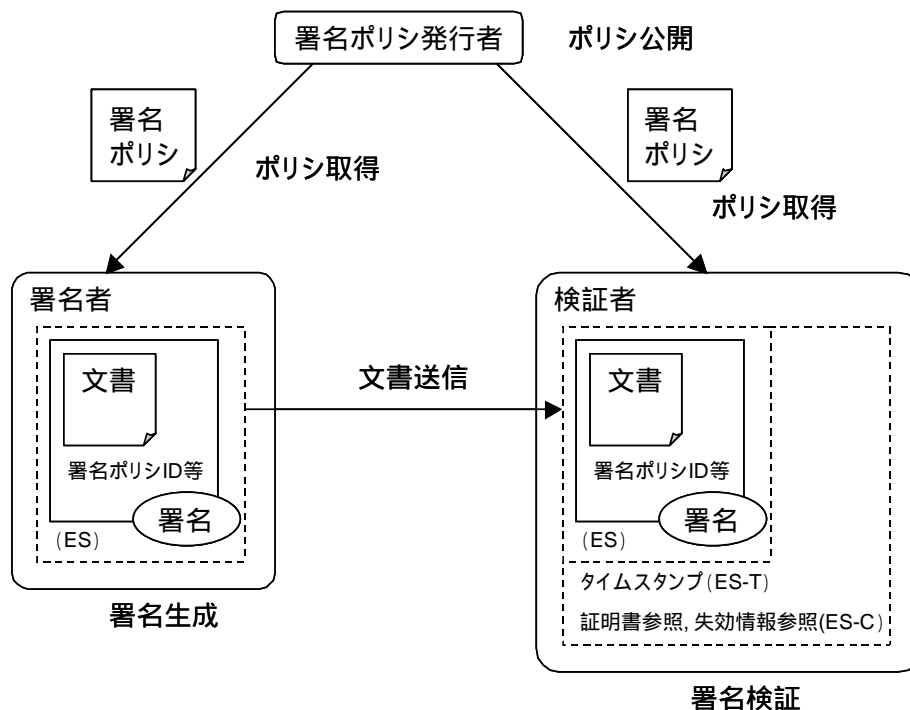 署名ポリシ発行者
ポリシ公開
署名
ポリシ
ポリシ取得
署名
ポリシ
ポリシ取得
署名者
文書
署名ポリシID等
署名
(ES)
署名生成
文書送信
検証者
文書
署名ポリシID等
署名
(ES)
タイムスタンプ(ES-T)
証明書参照, 失効情報参照(ES-C)
署名検証